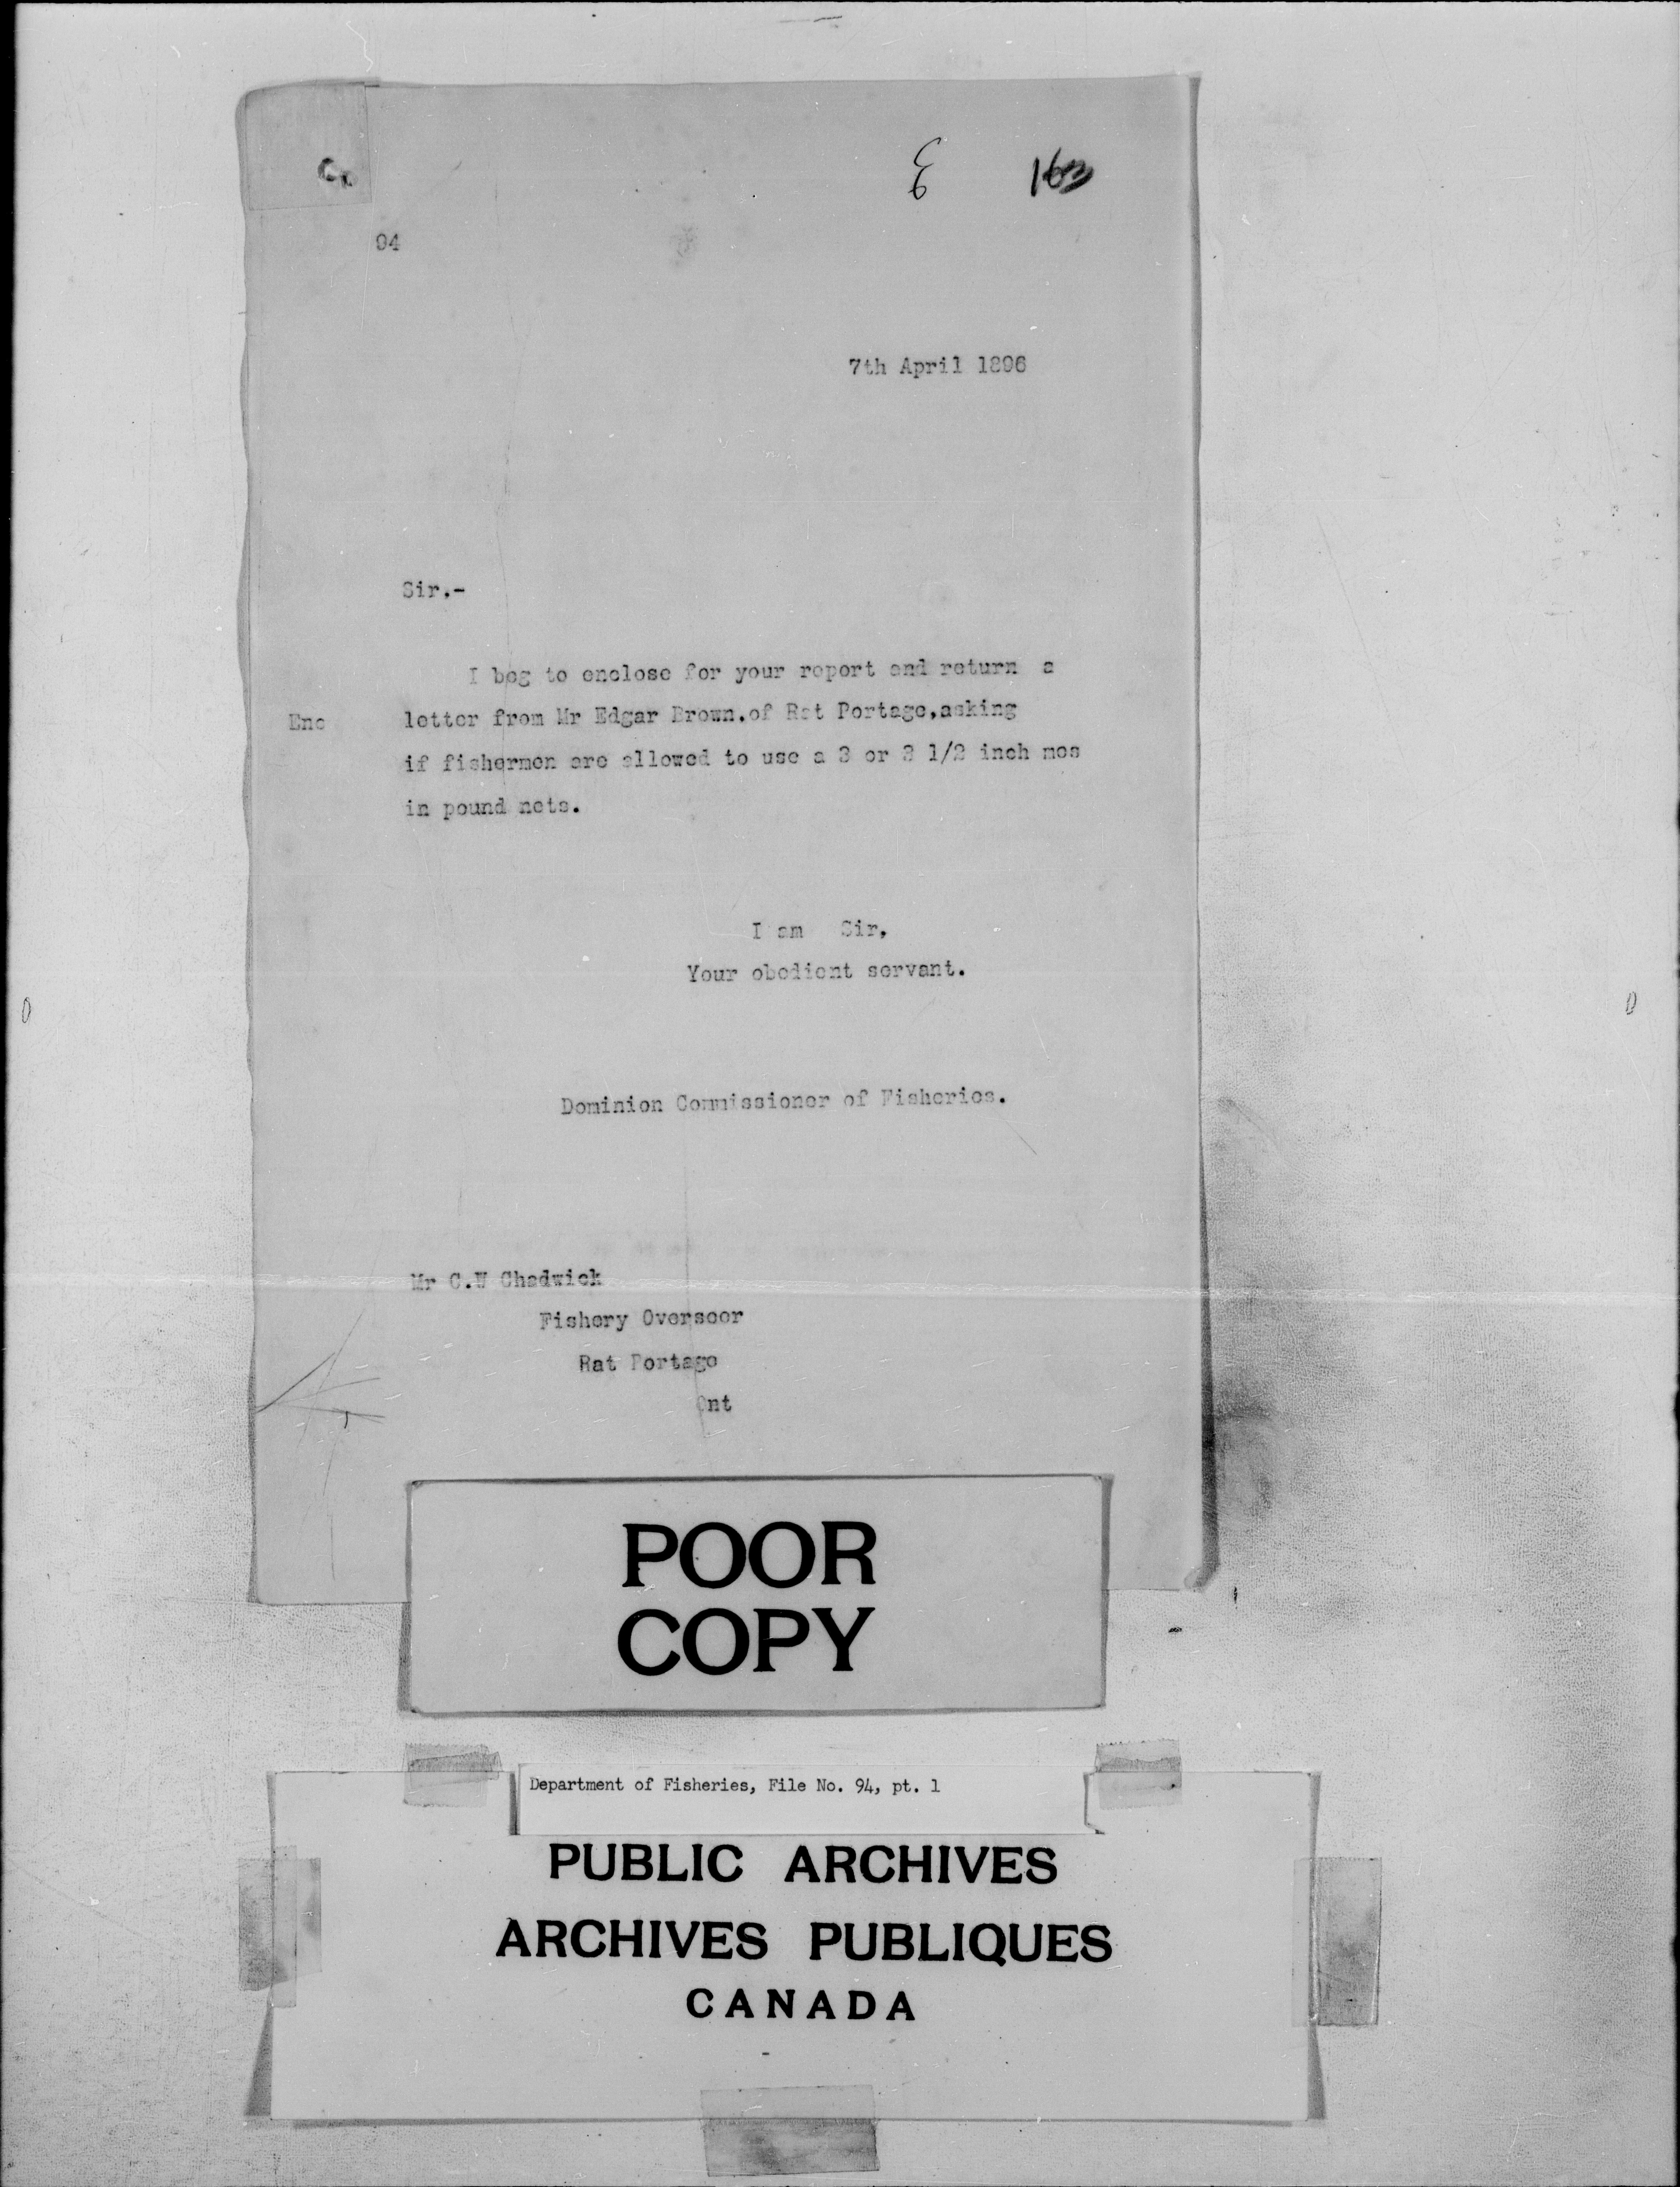 163
94
7th April 1896
Sir.-
I beg to enclose for your report and return a
Enc letter from Mr Edgar Brown.of Rat Portage,asking
if fishermen are allowed to use a 3 or 3 1/2 inch mes
in pound nets.
I am Sir,
Your obedient servant.
Dominion Commissioner of Fisheries.
Mr C.W Chadwick
Fishery Overseer
Rat Portage
Ont
POOR
COPY
Department of Fisheries, File No. 94, pt. 1
PUBLIC ARCHIVES
ARCHIVES PUBLIQUES
CANADA